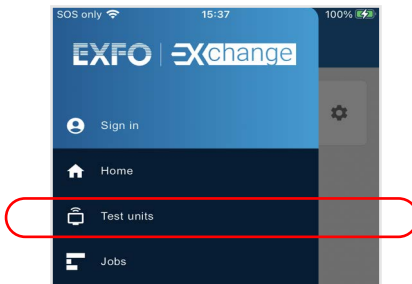 SOS only 15:37 100%
EXFO EXchange
Sign in
Home
Test units
Jobs